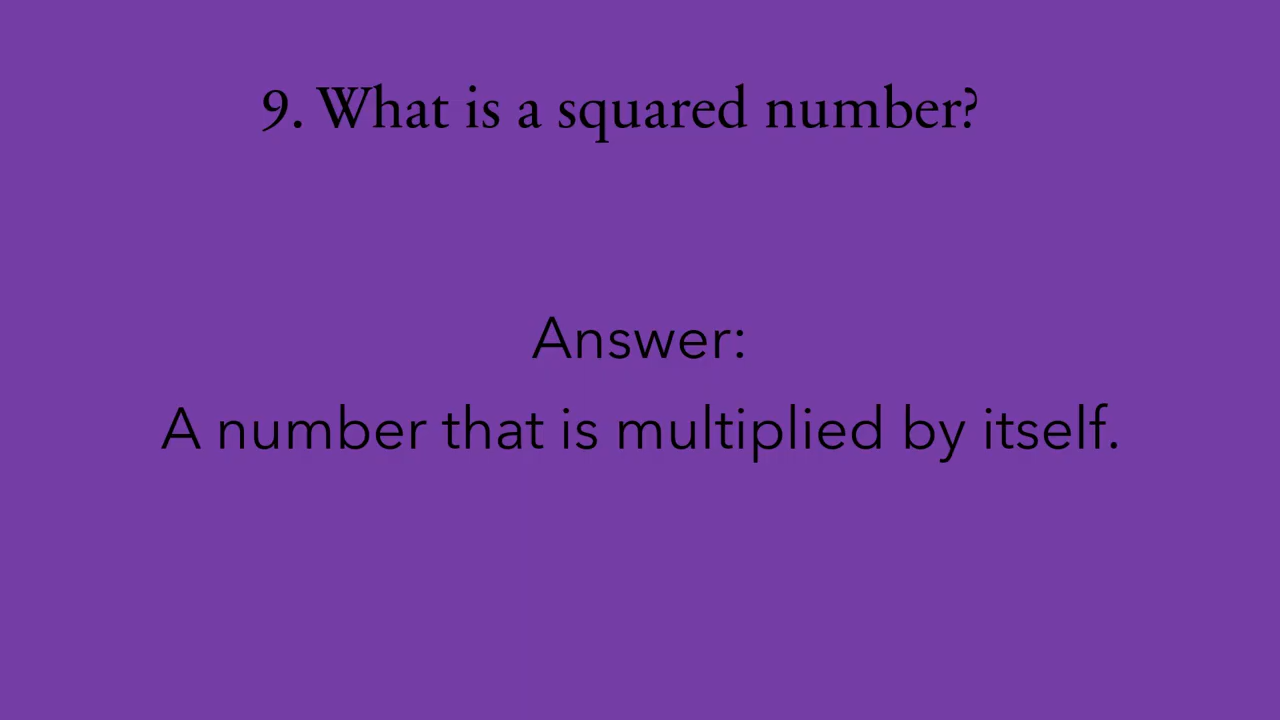 9. What is a squared number?
Answer:
A number that is multiplied by itself.